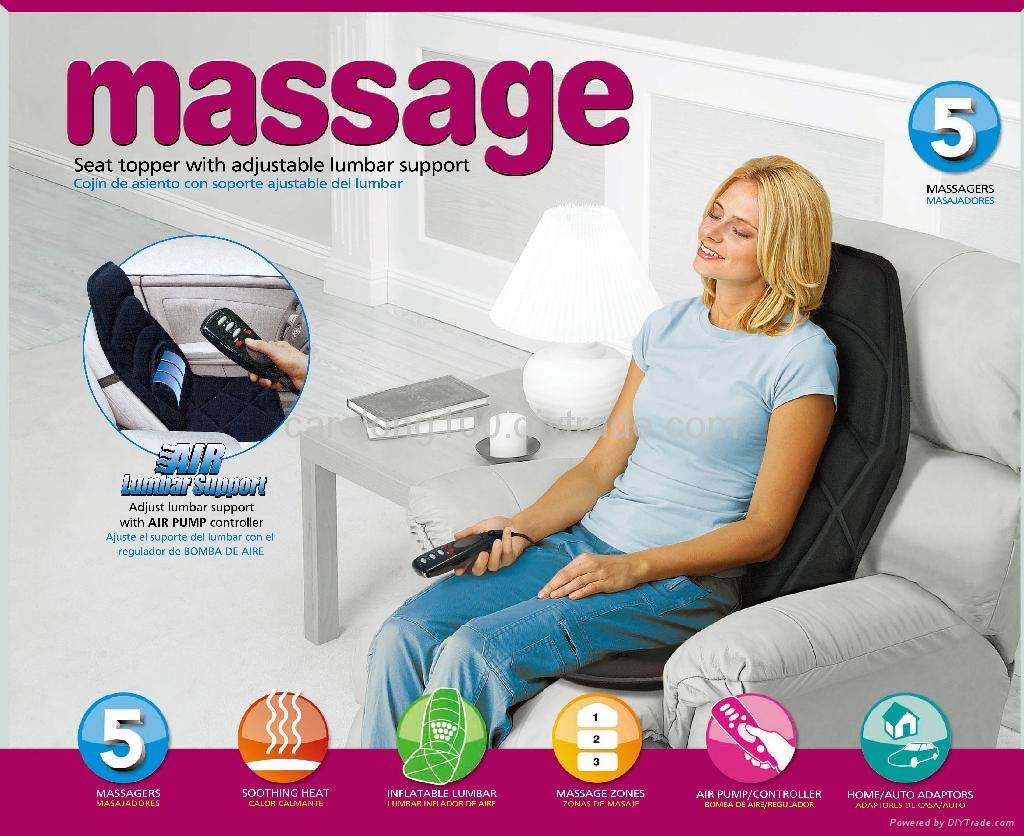 massage
Seat topper with adjustable lumbar support
Cojín de asiento con soporte ajustable del lumbar
5
MASSAGERS
MASAJADORES
AIR
Lumbar Support
Adjust lumbar support
with AIR PUMP controller
Ajuste el suporte del lumbar con el
regulador de BOMBA DE AIRE
carelong100.diytrade.com
5
MASSAGERS
MASAJADORES
SOOTHING HEAT
CALOR CALMANTE
INFLATABLE LUMBAR
LUMBAR INFLADOR DE AIRE
1
2
3
MASSAGE ZONES
ZONAS DE MASAJE
AIR PUMP/CONTROLLER
BOMBA DE AIRE/REGULADOR
HOME/AUTO ADAPTORS
ADAPTURES DE CASA/AUTO
Powered by DIYTrade.com